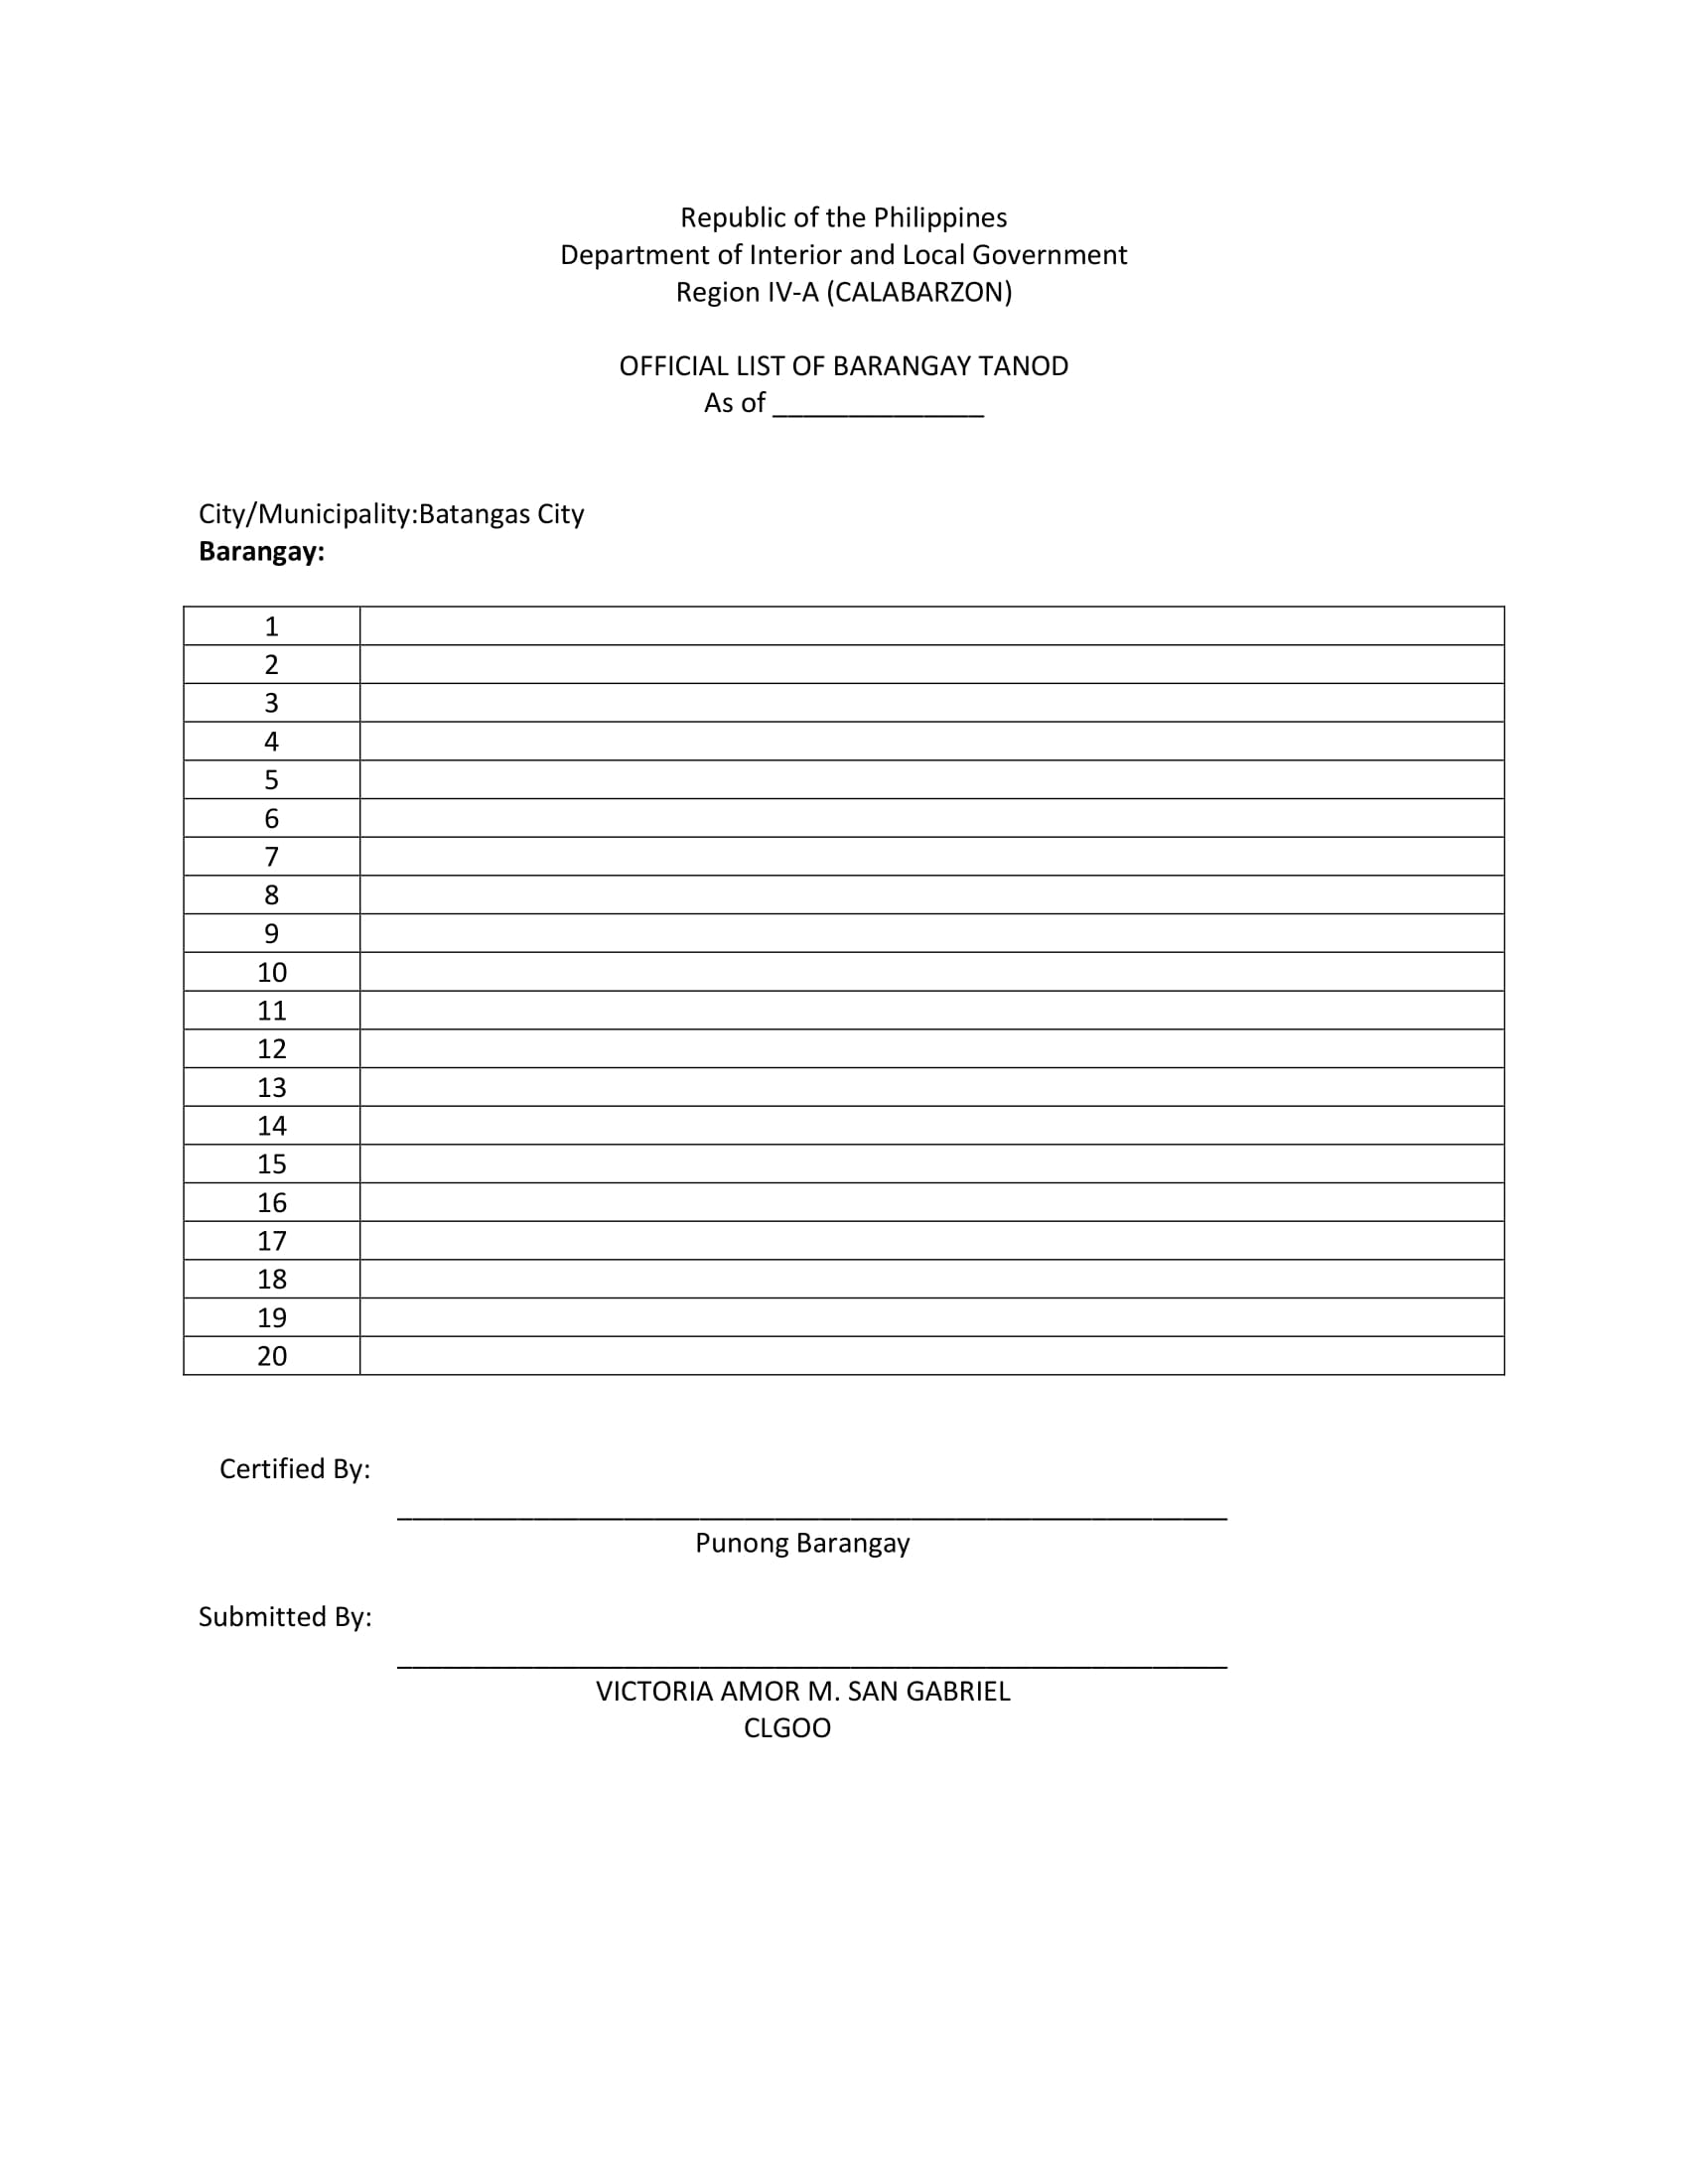 Republic of the Philippines
Department of Interior and Local Government
Region IV-A (CALABARZON)
OFFICIAL LIST OF BARANGAY TANOD
As of ______________
City/Municipality:Batangas City
Barangay:
1
2
3
4
5
6
7
8
9
10
11
12
13
14
15
16
17
18
19
20
Certified By:
_______________________________________________________
Punong Barangay
Submitted By:
_______________________________________________________
VICTORIA AMOR M. SAN GABRIEL
CLGOO